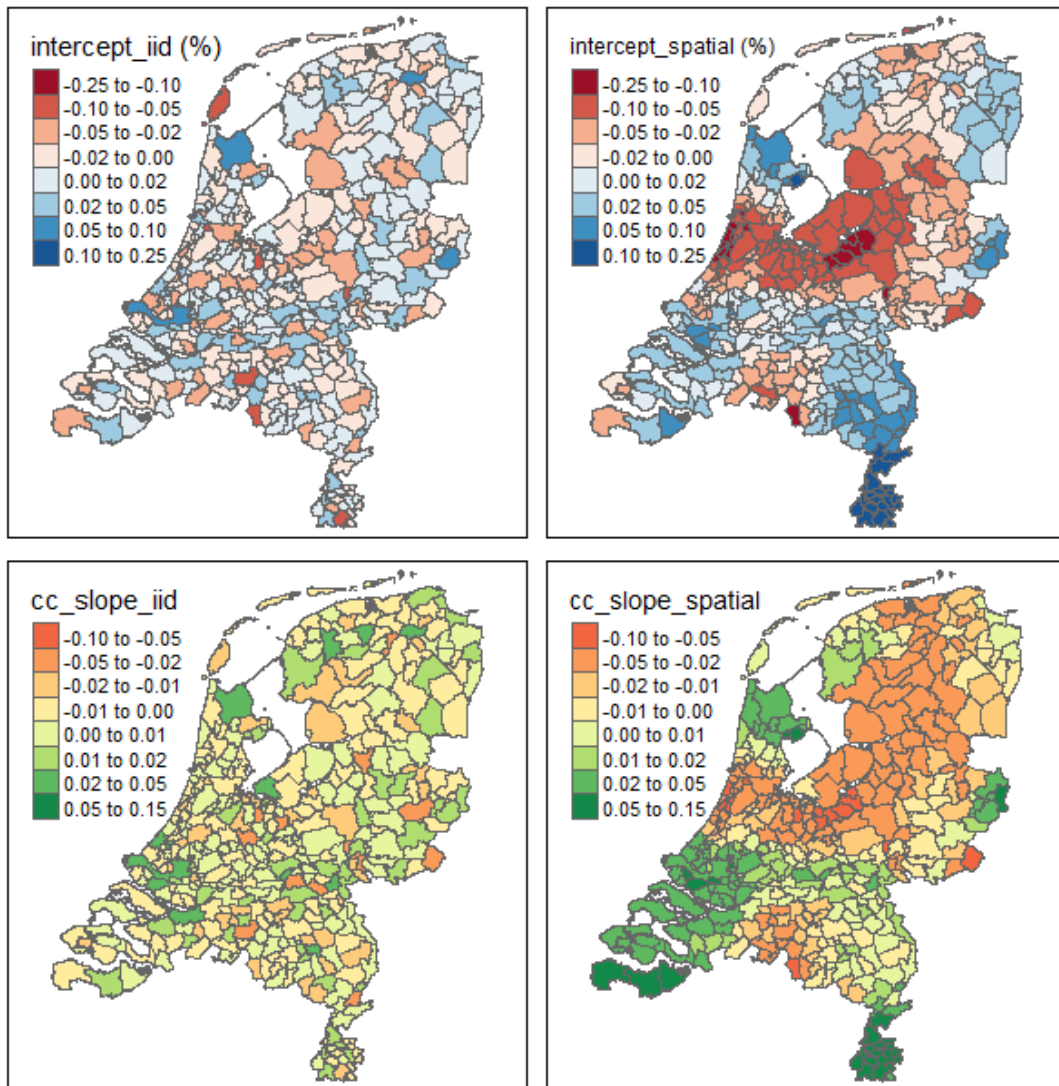 intercept_iid (%)
-0.25 to -0.10
-0.10 to -0.05
-0.05 to -0.02
-0.02 to 0.00
0.00 to 0.02
0.02 to 0.05
0.05 to 0.10
0.10 to 0.25
intercept_spatial (%)
-0.25 to -0.10
-0.10 to -0.05
-0.05 to -0.02
-0.02 to 0.00
0.00 to 0.02
0.02 to 0.05
0.05 to 0.10
0.10 to 0.25
cc_slope_iid
-0.10 to -0.05
-0.05 to -0.02
-0.02 to -0.01
-0.01 to 0.00
0.00 to 0.01
0.01 to 0.02
0.02 to 0.05
0.05 to 0.15
cc_slope_spatial
-0.10 to -0.05
-0.05 to -0.02
-0.02 to -0.01
-0.01 to 0.00
0.00 to 0.01
0.01 to 0.02
0.02 to 0.05
0.05 to 0.15